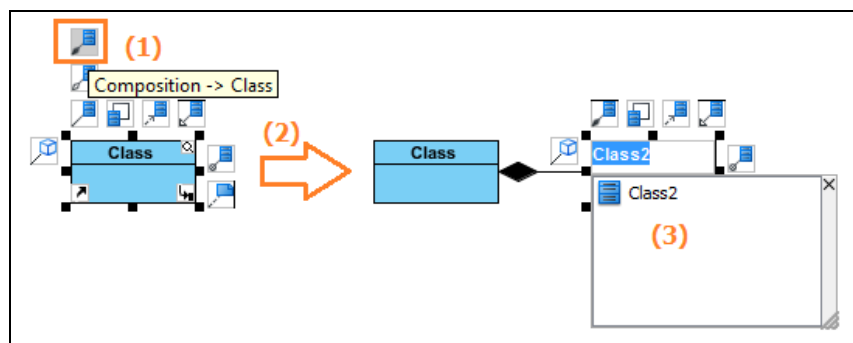 (1)
Composition -> Class
Class
(2)
Class
Class2
Class2
(3)